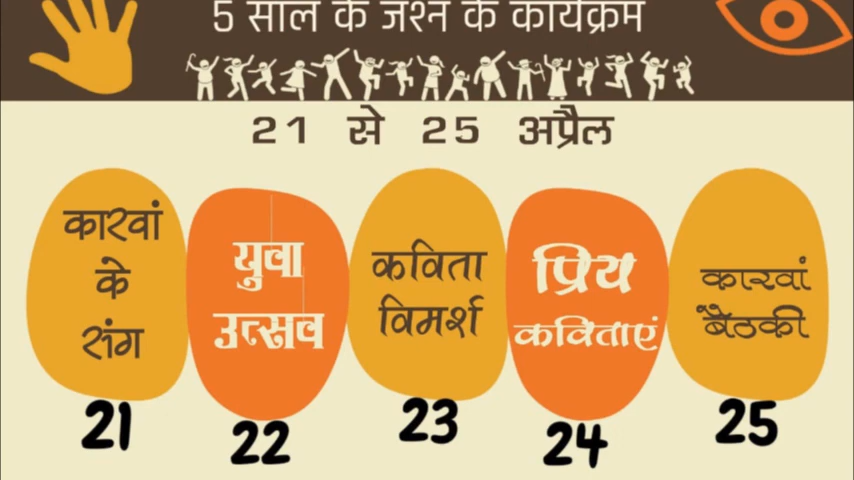 5 साल के जश्न के कार्यक्रम
21 से 25 अप्रैल
कारवां
के
संग
21
युवा
उत्सव
22
कविता
विमर्श
23
प्रिय
कविताएं
24
कारवां
बैठकी
25